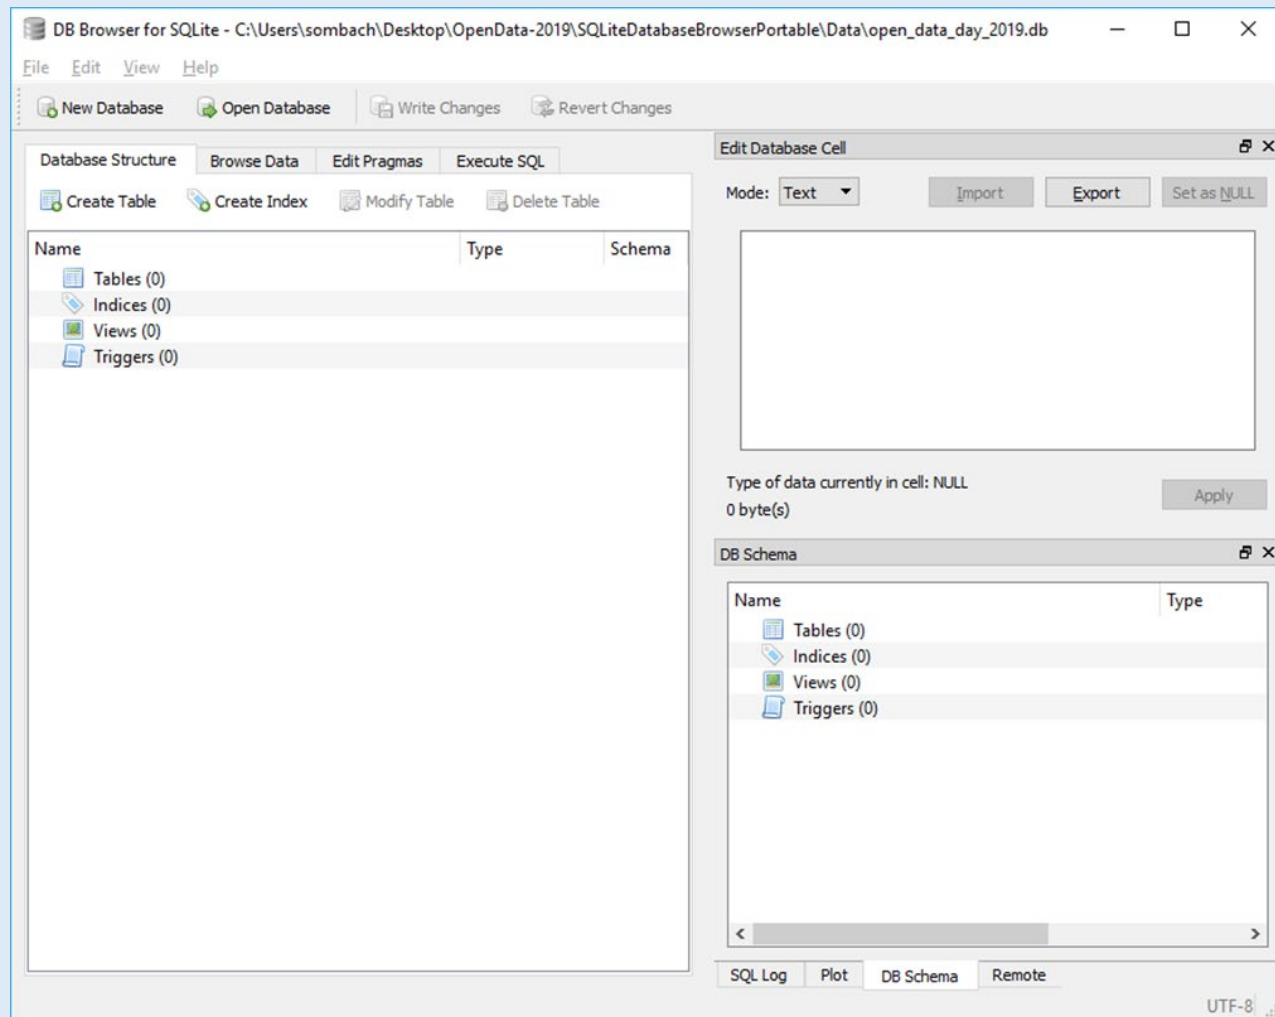 DB Browser for SQLite - C:\Users\sombach\Desktop\OpenData-2019\SQLiteDatabaseBrowserPortable\Data\open_data_day_2019.db
File Edit View Help
New Database Open Database Write Changes Revert Changes
Database Structure Browse Data Edit Pragmas Execute SQL
Create Table Create Index Modify Table Delete Table
Name Type Schema
Tables (0)
Indices (0)
Views (0)
Triggers (0)
Edit Database Cell
Mode: Text Import Export Set as NULL
Type of data currently in cell: NULL
0 byte(s)
Apply
DB Schema
Name Type
Tables (0)
Indices (0)
Views (0)
Triggers (0)
SQL Log Plot DB Schema Remote
UTF-8